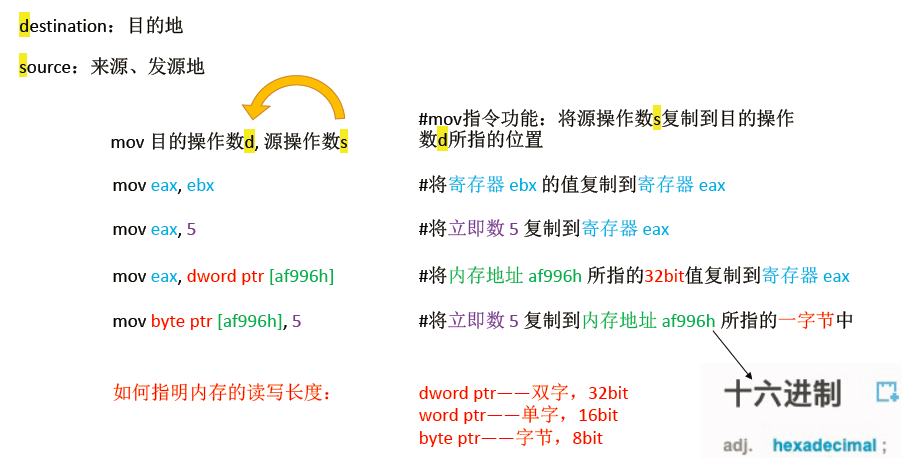 destination：目的地
source：来源、发源地
mov 目的操作数d, 源操作数s
#mov指令功能：将源操作数s复制到目的操作
数d所指的位置
mov eax, ebx
#将寄存器 ebx 的值复制到寄存器 eax
mov eax, 5
#将立即数 5 复制到寄存器 eax
mov eax, dword ptr [af996h]
#将内存地址 af996h 所指的32bit值复制到寄存器 eax
mov byte ptr [af996h], 5
#将立即数 5 复制到内存地址 af996h 所指的一字节中
如何指明内存的读写长度：
dword ptr——双字，32bit
word ptr——单字，16bit
byte ptr——字节，8bit
十六进制
adj. hexadecimal ;